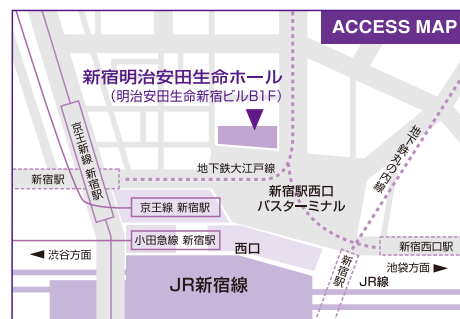 ACCESS MAP
新宿明治安田生命ホール
（明治安田生命新宿ビルB1F）
京王新線 新宿駅
地下鉄丸の内線
地下鉄大江戸線
新宿駅
新宿駅西口
バスターミナル
京王線 新宿駅
小田急線 新宿駅
西口
新宿西口駅
新宿駅
◀ 渋谷方面
池袋方面 ▶
JR新宿線
JR線